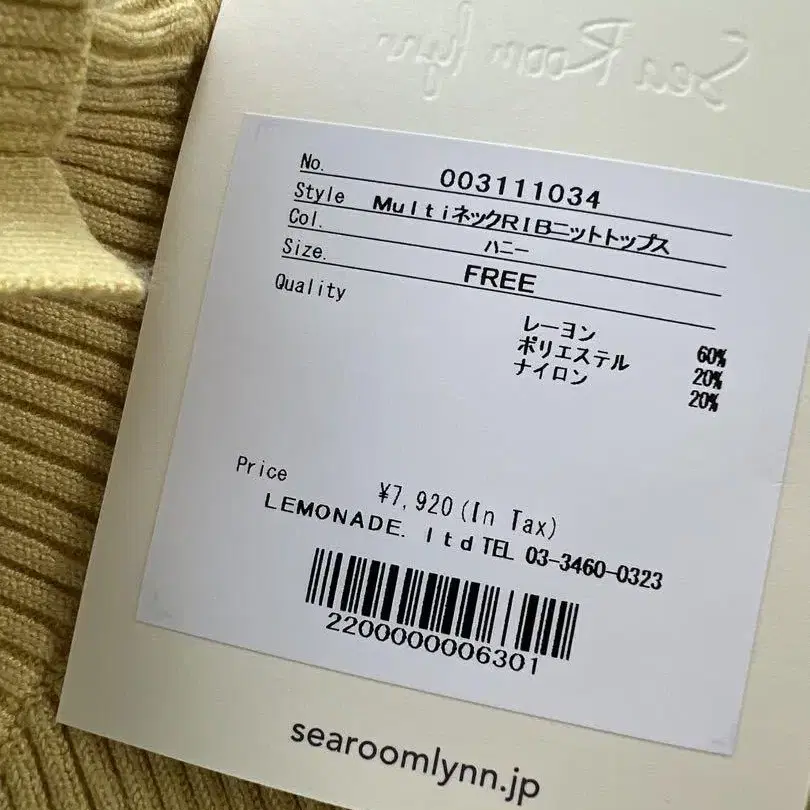 Sea Room lynn
No. 003111034
Style MultiネックRIBニットトップス
Col. ハニー
Size. FREE
Quality
レーヨン 60%
ポリエステル 20%
ナイロン 20%
Price ¥7,920(In Tax)
LEMONADE. ltd TEL 03-3460-0323
2200000006301
searoomlynn.jp